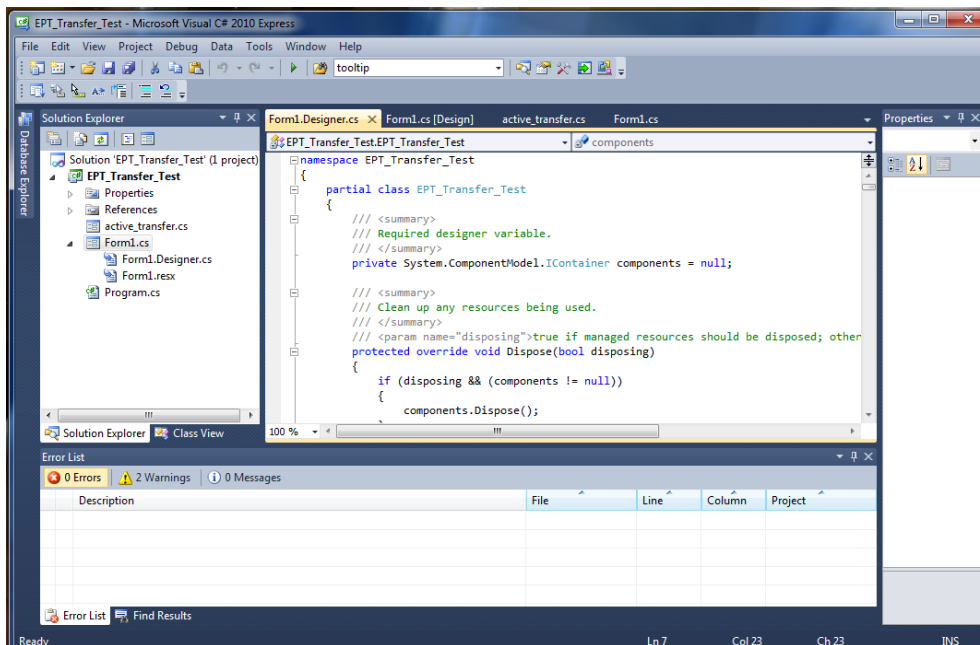 EPT_Transfer_Test - Microsoft Visual C# 2010 Express
File Edit View Project Debug Data Tools Window Help
tooltip
Database Explorer
Solution Explorer
Solution 'EPT_Transfer_Test' (1 project)
EPT_Transfer_Test
Properties
References
active_transfer.cs
Form1.cs
Form1.Designer.cs
Form1.resx
Program.cs
Solution Explorer Class View
Form1.Designer.cs Form1.cs [Design] active_transfer.cs Form1.cs
EPT_Transfer_Test.EPT_Transfer_Test components
namespace EPT_Transfer_Test
{
partial class EPT_Transfer_Test
{
/// <summary>
/// Required designer variable.
/// </summary>
private System.ComponentModel.IContainer components = null;
/// <summary>
/// Clean up any resources being used.
/// </summary>
/// <param name="disposing">true if managed resources should be disposed; other
protected override void Dispose(bool disposing)
{
if (disposing && (components != null))
{
components.Dispose();
100 %
Properties
Error List
0 Errors 2 Warnings 0 Messages
Description File Line Column Project
Error List Find Results
Ready Ln 7 Col 23 Ch 23 INS